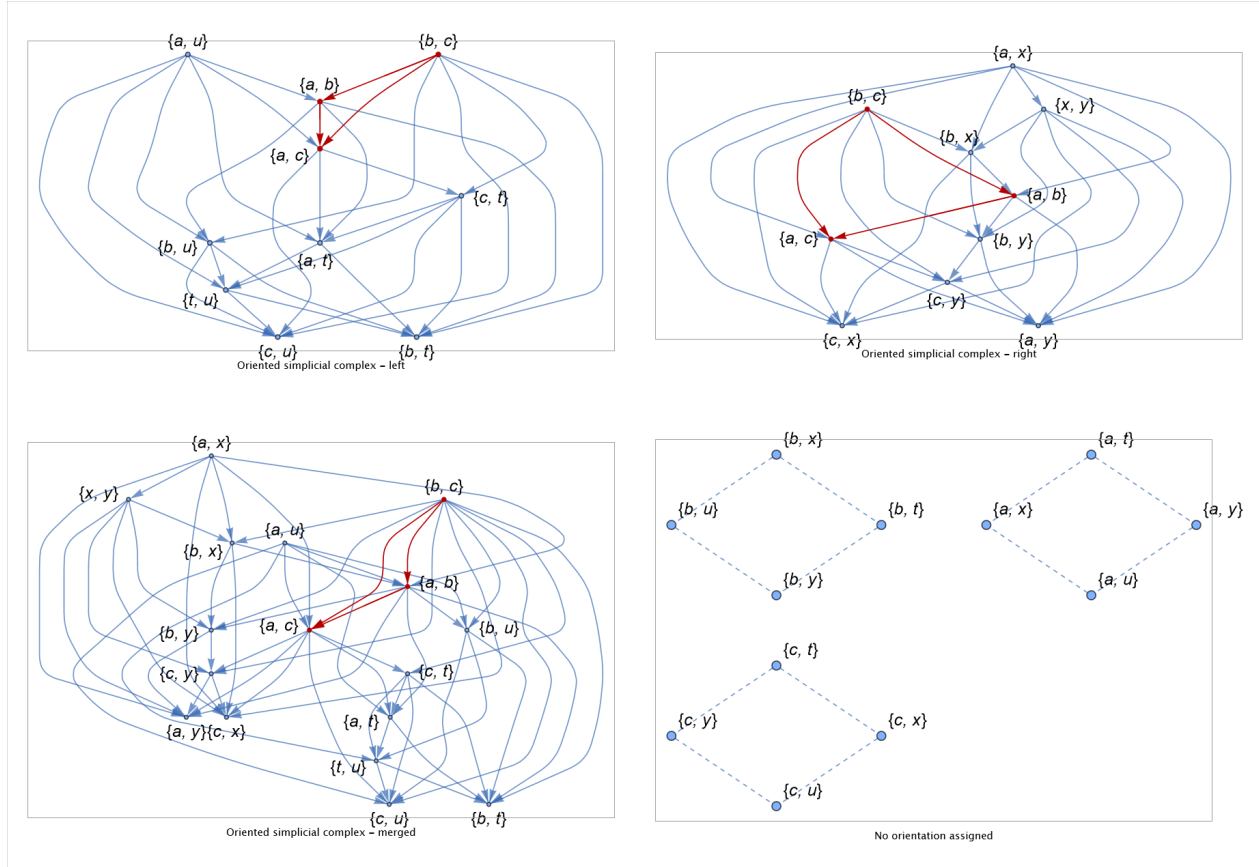 {a, u}
{b, c}
{a, b}
{a, c}
{c, t}
{b, u}
{a, t}
{t, u}
{c, u}
{b, t}
Oriented simplicial complex – left
{a, x}
{b, c}
{x, y}
{b, x}
{a, b}
{a, c}
{b, y}
{c, y}
{c, x}
{a, y}
Oriented simplicial complex – right
{a, x}
{x, y}
{b, c}
{a, u}
{b, x}
{a, b}
{b, y}
{a, c}
{b, u}
{c, y}
{c, t}
{a, y}
{c, x}
{a, t}
{t, u}
{c, u}
{b, t}
Oriented simplicial complex – merged
{b, x}
{a, t}
{b, u}
{b, t}
{a, x}
{a, y}
{b, y}
{a, u}
{c, t}
{c, y}
{c, x}
{c, u}
No orientation assigned